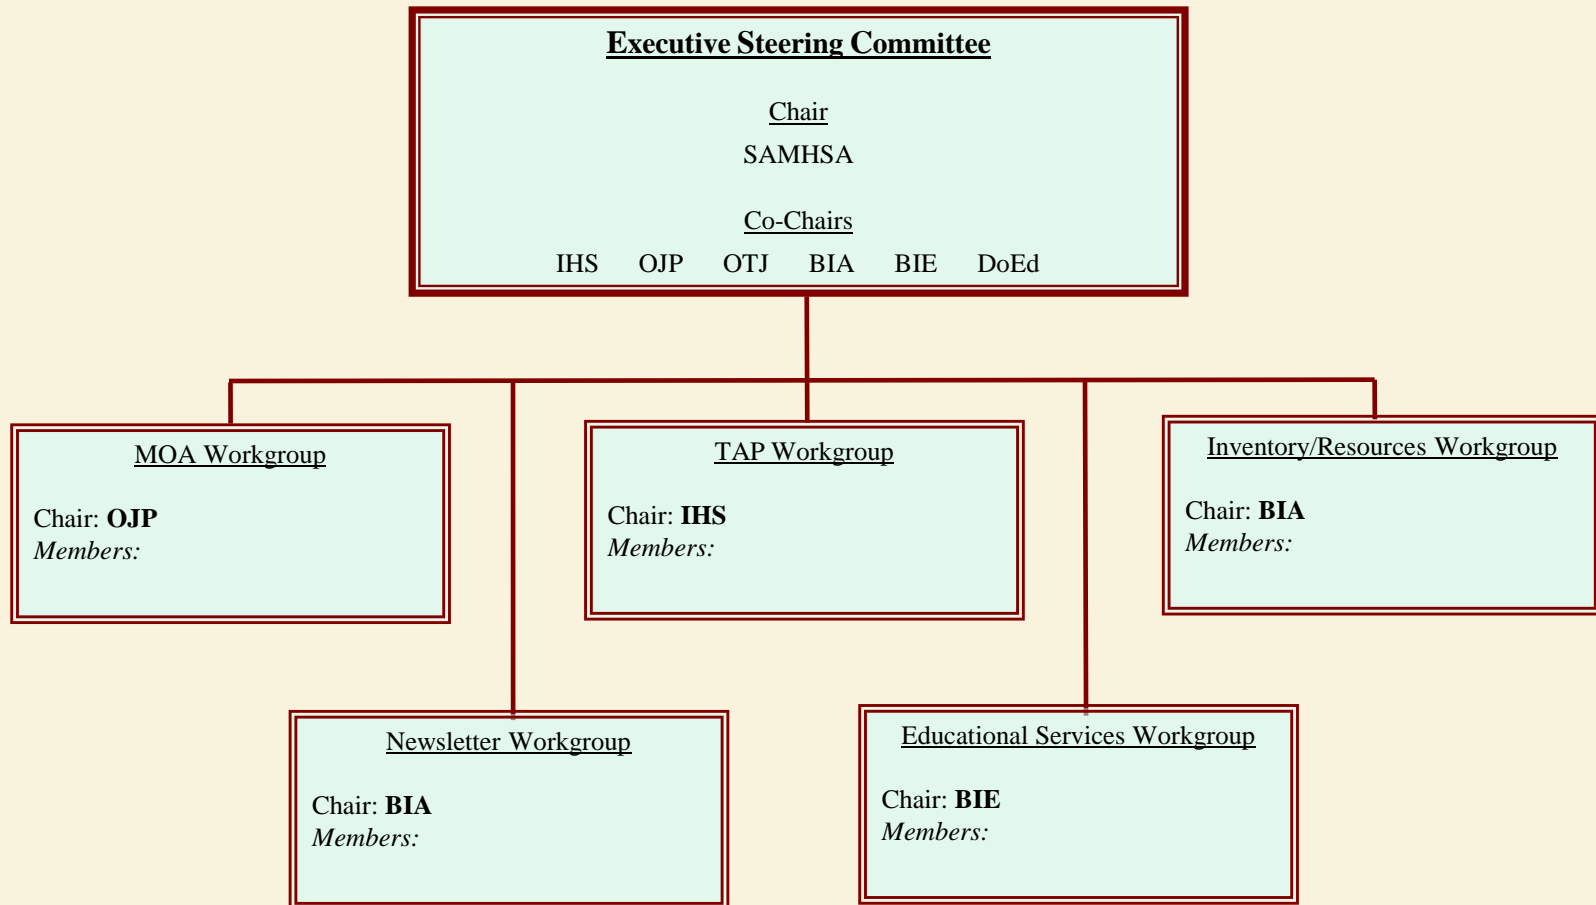 Executive Steering Committee
Chair
SAMHSA
Co-Chairs
IHS OJP OTJ BIA BIE DoEd
MOA Workgroup
Chair: OJP
Members:
TAP Workgroup
Chair: IHS
Members:
Inventory/Resources Workgroup
Chair: BIA
Members:
Newsletter Workgroup
Chair: BIA
Members:
Educational Services Workgroup
Chair: BIE
Members: